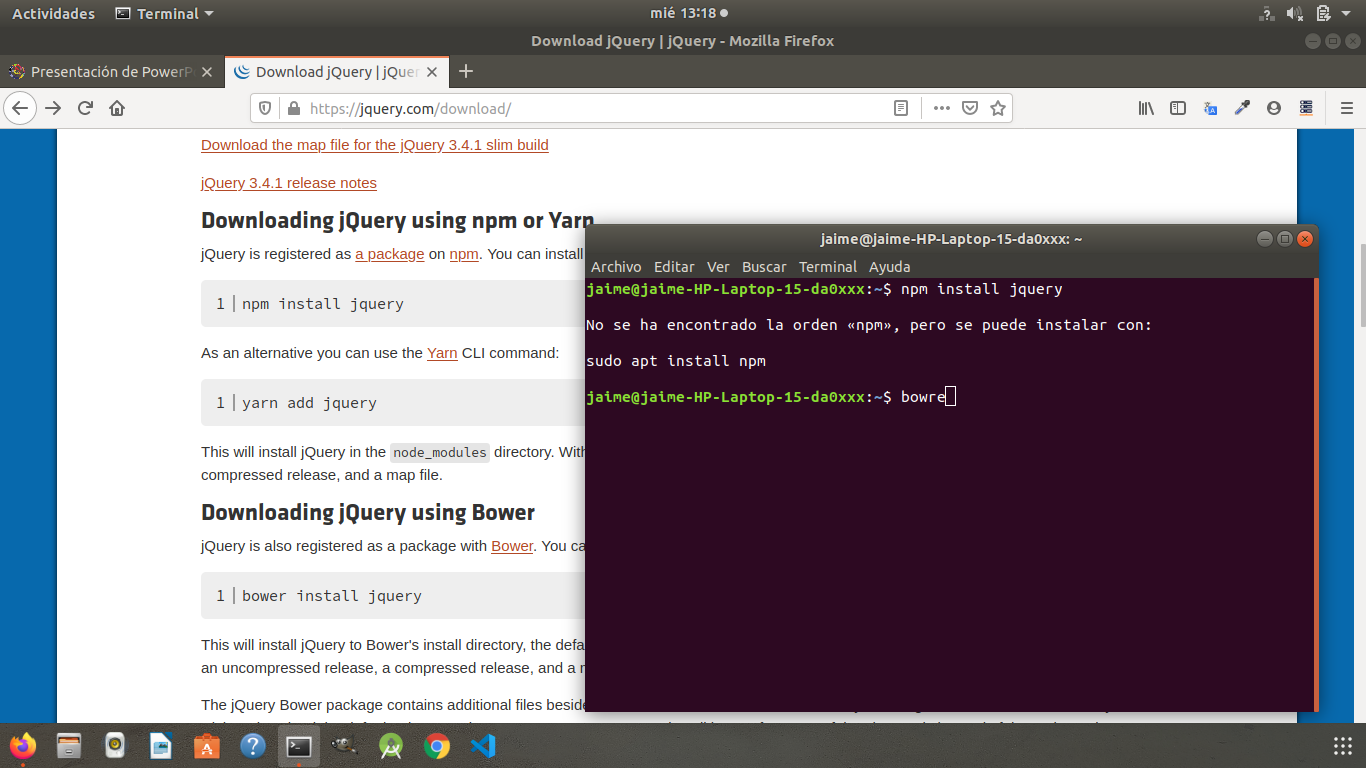 Actividades
Terminal
mié 13:18
Download jQuery | jQuery - Mozilla Firefox
Presentación de PowerP
Download jQuery | jQuer
https://jquery.com/download/
Download the map file for the jQuery 3.4.1 slim build
jQuery 3.4.1 release notes
Downloading jQuery using npm or Yarn
jQuery is registered as a package on npm. You can install
1 npm install jquery
As an alternative you can use the Yarn CLI command:
1 yarn add jquery
This will install jQuery in the node_modules directory. With
compressed release, and a map file.
Downloading jQuery using Bower
jQuery is also registered as a package with Bower. You ca
1 bower install jquery
This will install jQuery to Bower's install directory, the defa
an uncompressed release, a compressed release, and a
The jQuery Bower package contains additional files beside
jaime@jaime-HP-Laptop-15-da0xxx: ~
Archivo Editar Ver Buscar Terminal Ayuda
jaime@jaime-HP-Laptop-15-da0xxx:~$ npm install jquery
No se ha encontrado la orden «npm», pero se puede instalar con:
sudo apt install npm
jaime@jaime-HP-Laptop-15-da0xxx:~$ bowre